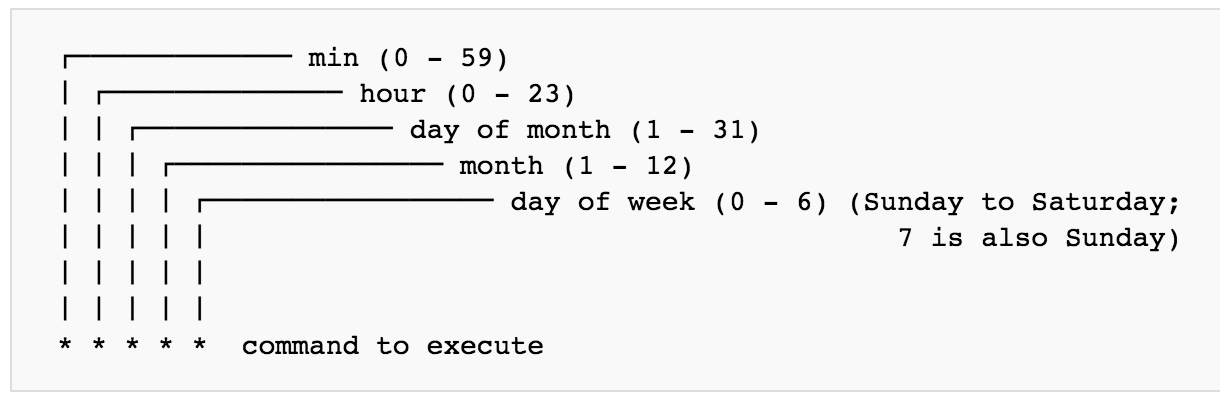 min (0 – 59)
hour (0 – 23)
day of month (1 – 31)
month (1 – 12)
day of week (0 – 6) (Sunday to Saturday;
7 is also Sunday)
* * * * * command to execute